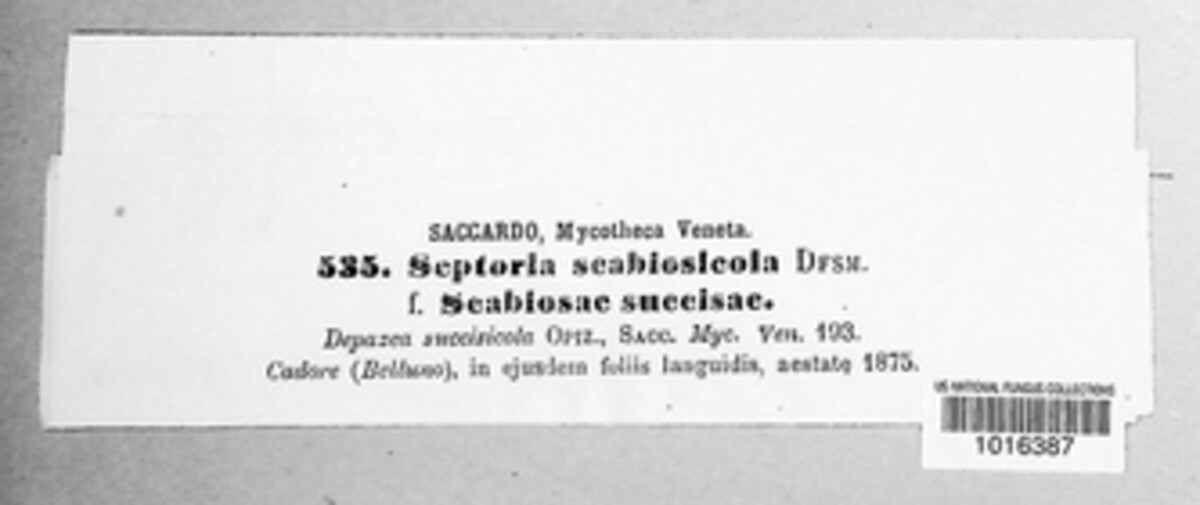 SACCARDO, Mycotheca Veneta.
535. Septoria scabiosicola DESM.
f. Scabiosae succisae.
Depazea succisicola OPIZ., SACC. Myc. Ven. 193.
Cadore (Belluno), in ejusdem foliis languidis, aestate 1875.
US NATIONAL FUNGUS COLLECTIONS
1016387